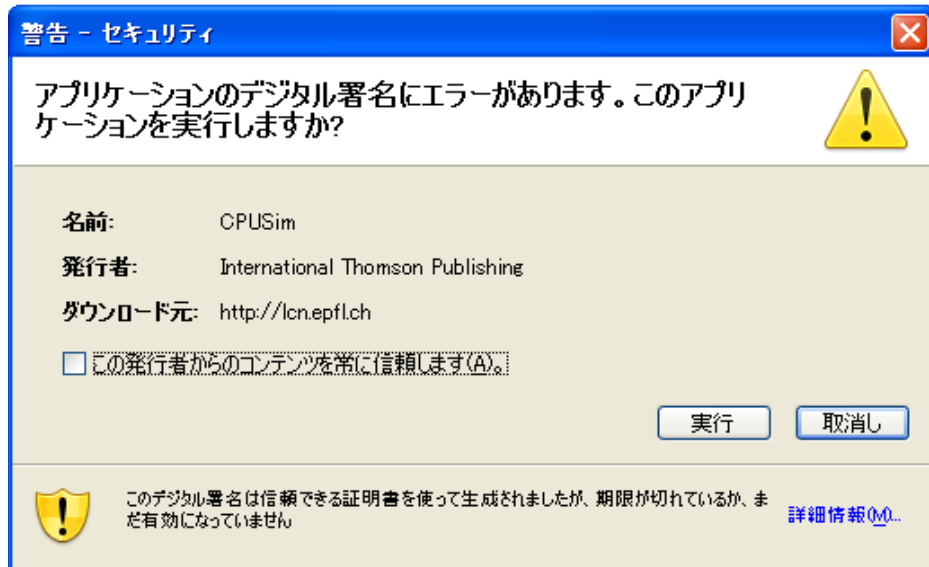 警告 - セキュリティ
アプリケーションのデジタル署名にエラーがあります。このアプリ
ケーションを実行しますか?
名前: CPUSim
発行者: International Thomson Publishing
ダウンロード元: http://lcn.epfl.ch
この発行者からのコンテンツを常に信頼します(A)。
実行 取消し
このデジタル署名は信頼できる証明書を使って生成されましたが、期限が切れているか、ま
だ有効になっていません
詳細情報(M)...